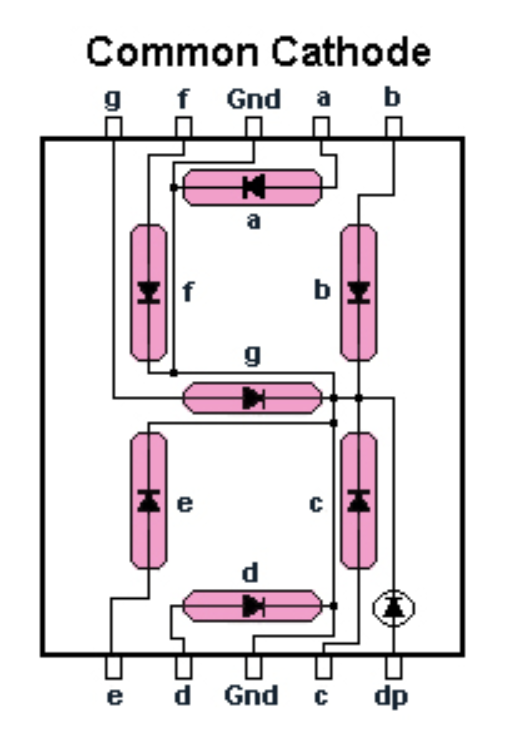 Common Cathode
g f Gnd a b
a
f b
g
e c
d
e d Gnd c dp